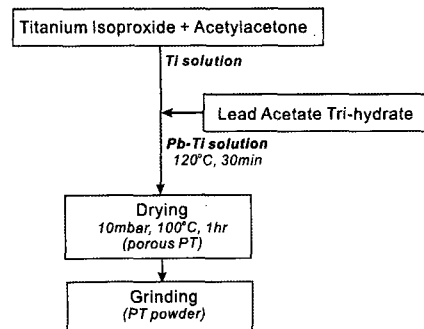 Titanium Isoproxide + Acetylacetone
Ti solution
Lead Acetate Tri-hydrate
Pb-Ti solution
120°C, 30min
Drying
10mbar, 100°C, 1hr
(porous PT)
Grinding
(PT powder)